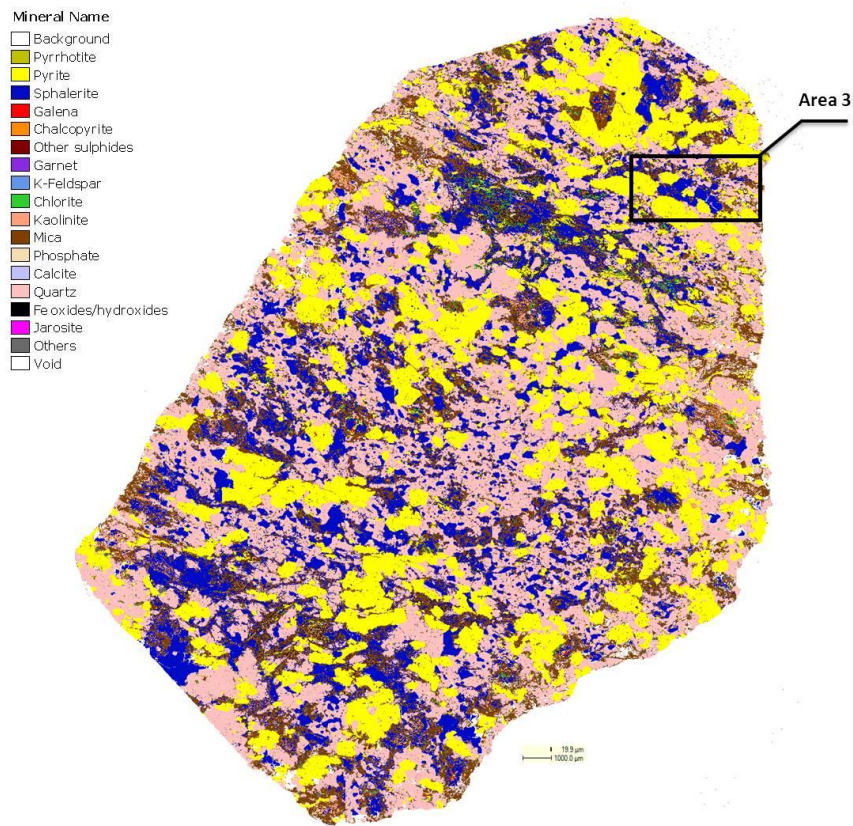 Mineral Name
Background
Pyrrhotite
Pyrite
Sphalerite
Galena
Chalcopyrite
Other sulphides
Garnet
K-Feldspar
Chlorite
Kaolinite
Mica
Phosphate
Calcite
Quartz
Fe oxides/hydroxides
Jarosite
Others
Void
Area 3
19.9 µm
1000.0 µm